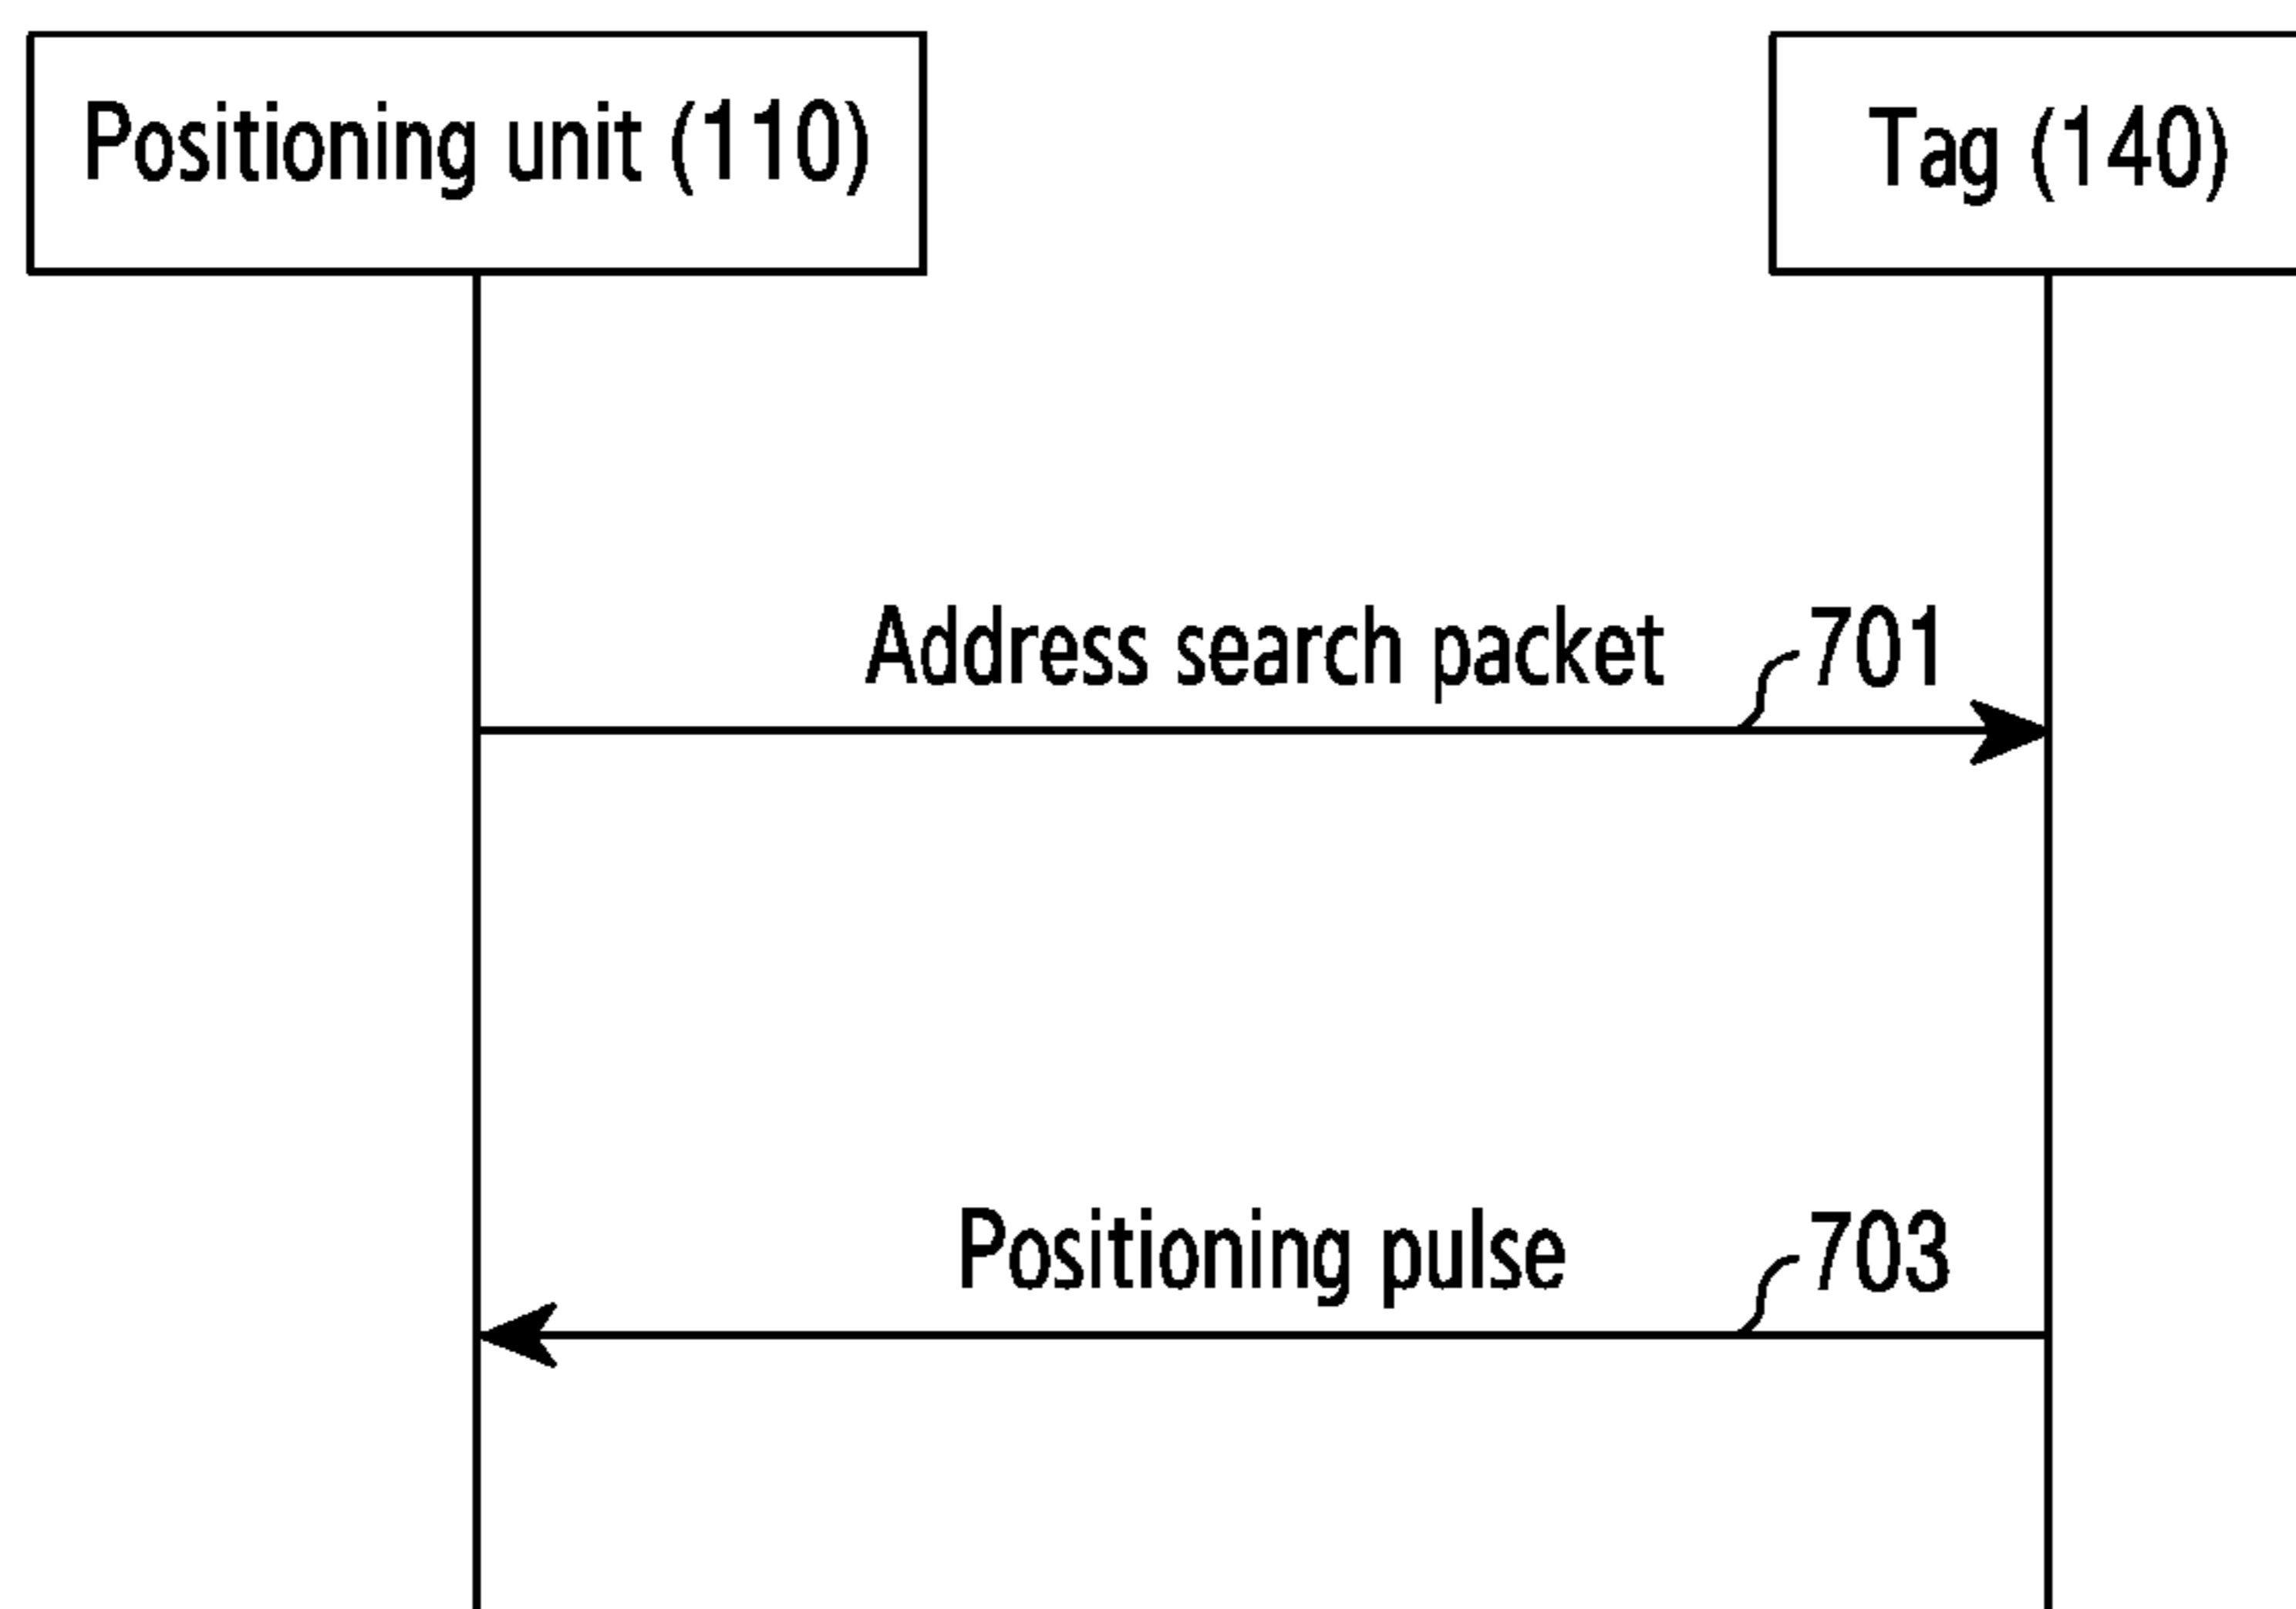 Positioning unit (110)
Tag (140)
Address search packet
701
Positioning pulse
703